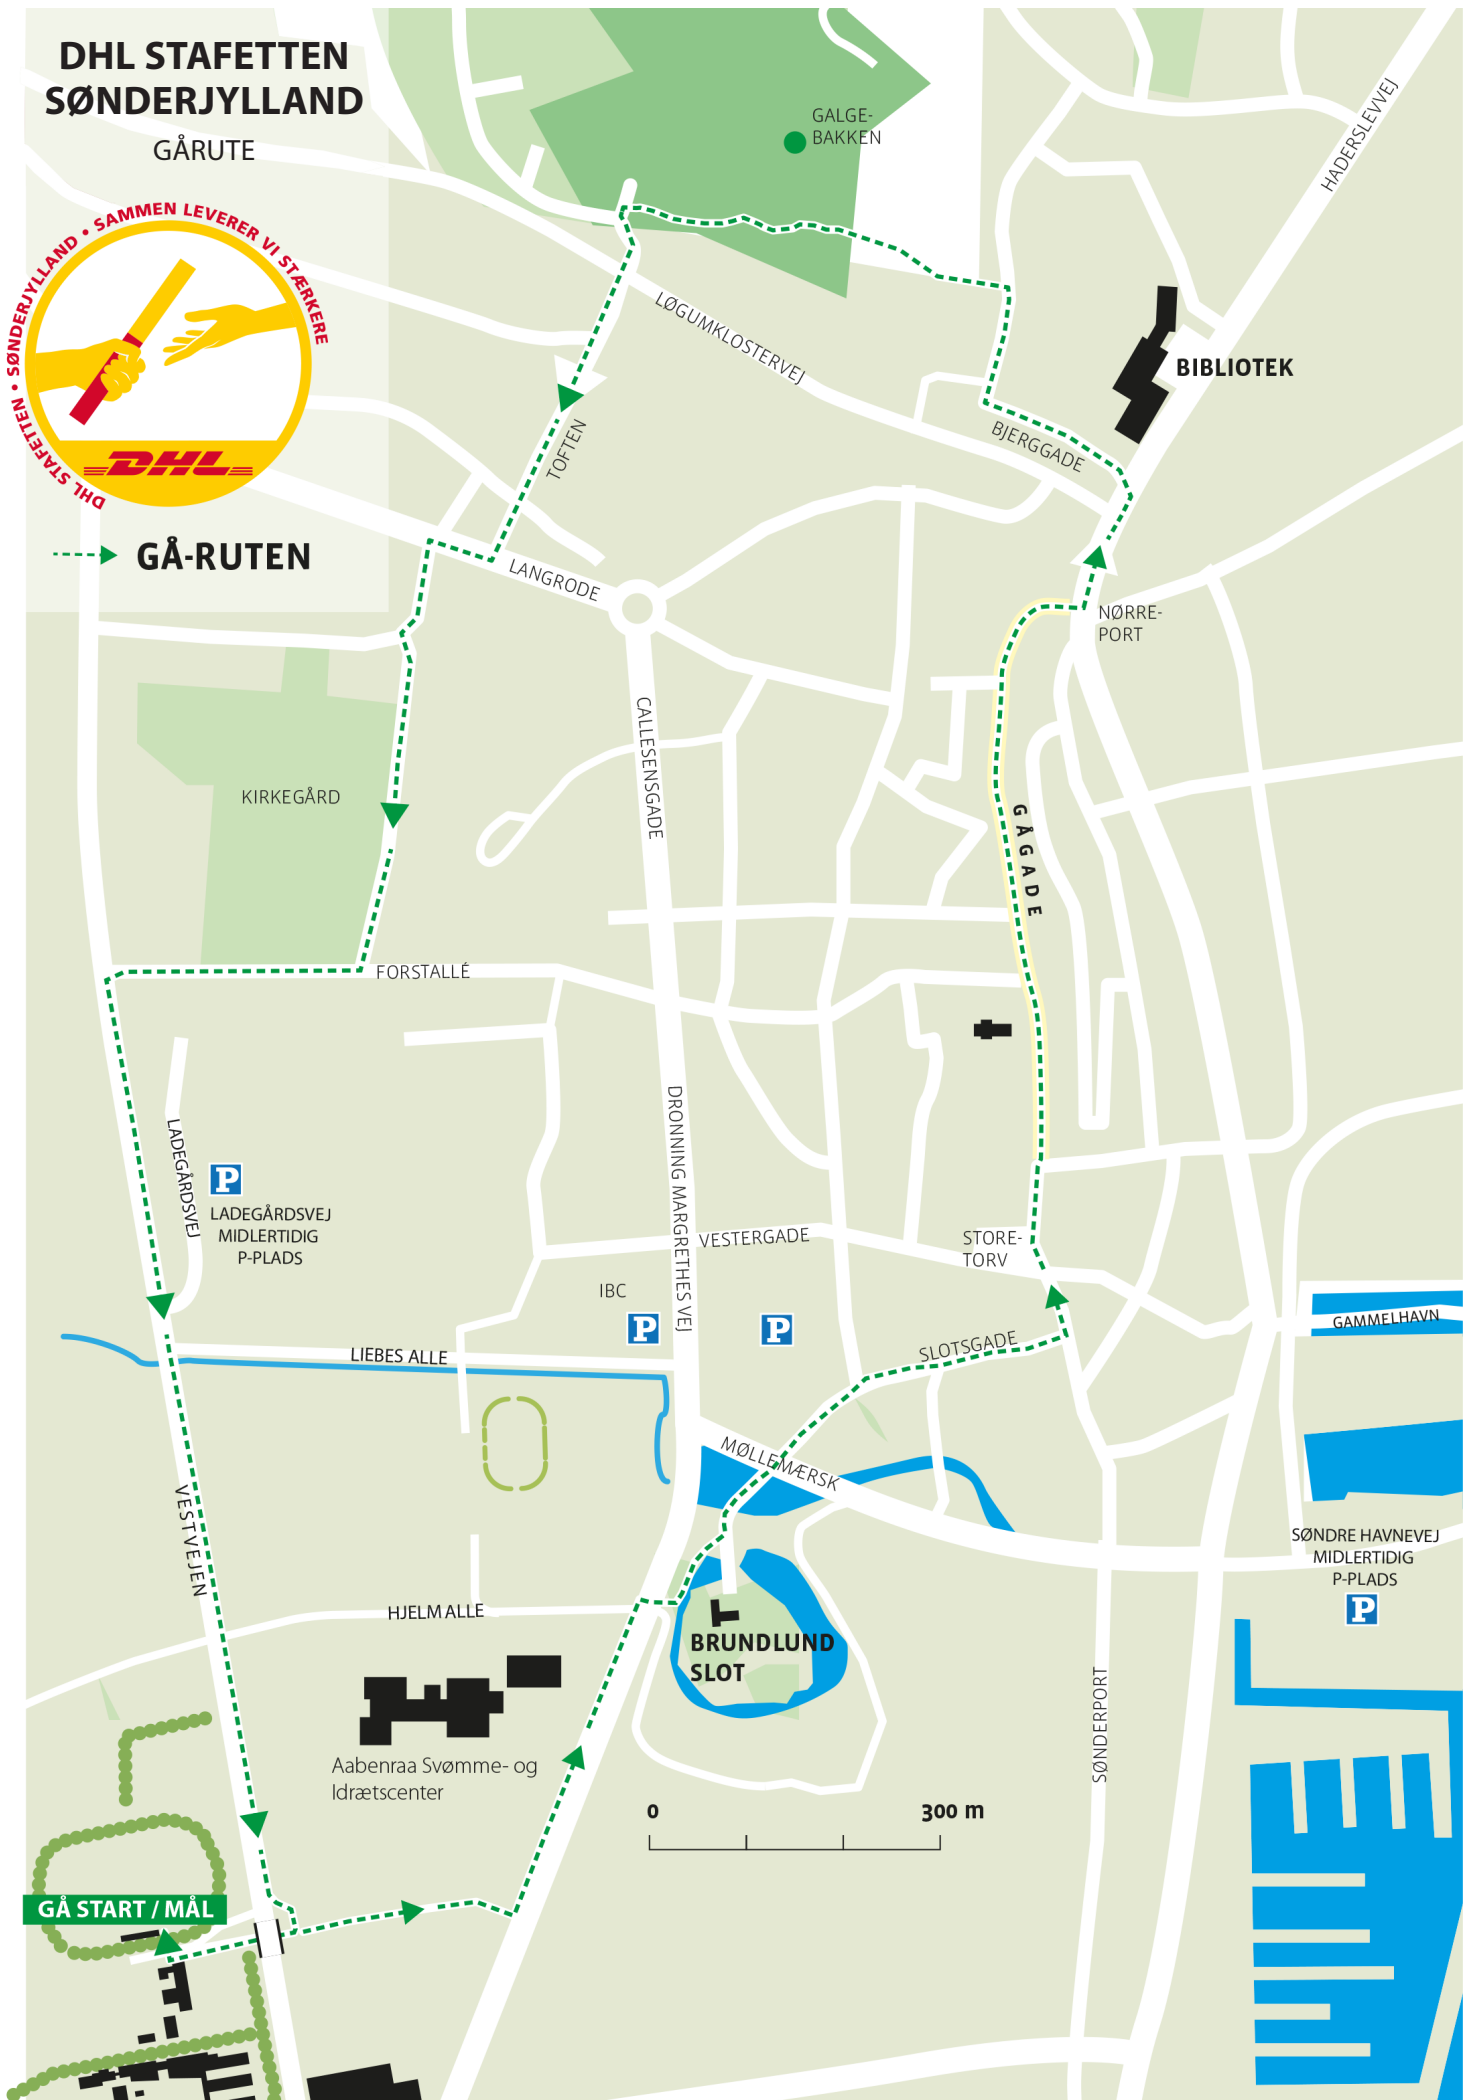 DHL STAFETTEN
SØNDERJYLLAND
GÅRUTE
DHL STAFETTEN • SØNDERJYLLAND • SAMMEN LEVERER VI STÆRKERE
DHL
GÅ-RUTEN
GALGE-
BAKKEN
HADERSLEVVEJ
LØGUMKLOSTERVEJ
BIBLIOTEK
TOFTEN
BJERGGADE
LANGRODE
NØRRE-
PORT
CALLESENSGADE
KIRKEGÅRD
GÅGADE
FORSTALLÉ
DRONNING MARGRETHES VEJ
LADEGÅRDSVEJ
P
LADEGÅRDSVEJ
MIDLERTIDIG
P-PLADS
VESTERGADE
STORE-
TORV
IBC
P
P
GAMMELHAVN
SLOTSGADE
LIEBES ALLE
MØLLEMÆRSK
VESTVEJEN
SØNDRE HAVNEVEJ
MIDLERTIDIG
P-PLADS
P
HJELM ALLE
BRUNDLUND
SLOT
SØNDERPORT
Aabenraa Svømme- og
Idrætscenter
0 300 m
GÅ START / MÅL